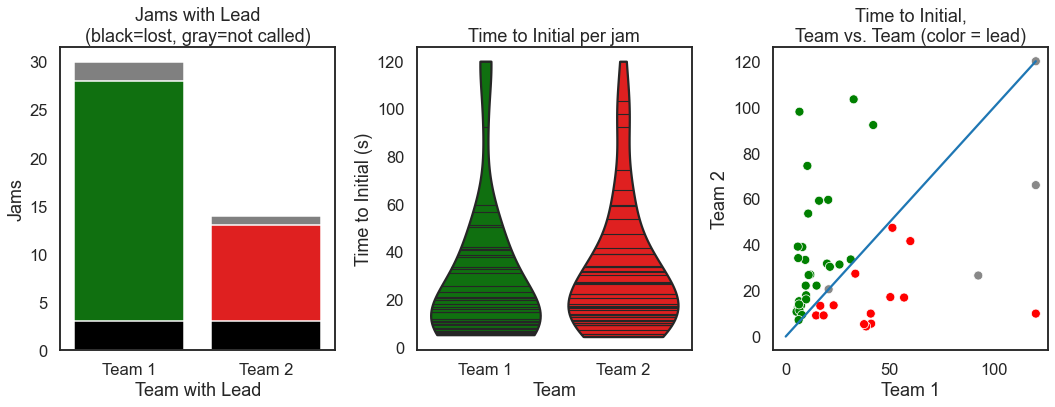 Jams with Lead
(black=lost, gray=not called)
30
25
20
15
10
5
0
Jams
Team 1
Team 2
Team with Lead
Time to Initial per jam
120
100
80
60
40
20
0
Time to Initial (s)
Team 1
Team 2
Team
Time to Initial,
Team vs. Team (color = lead)
120
100
80
60
40
20
0
Team 2
0
50
100
Team 1